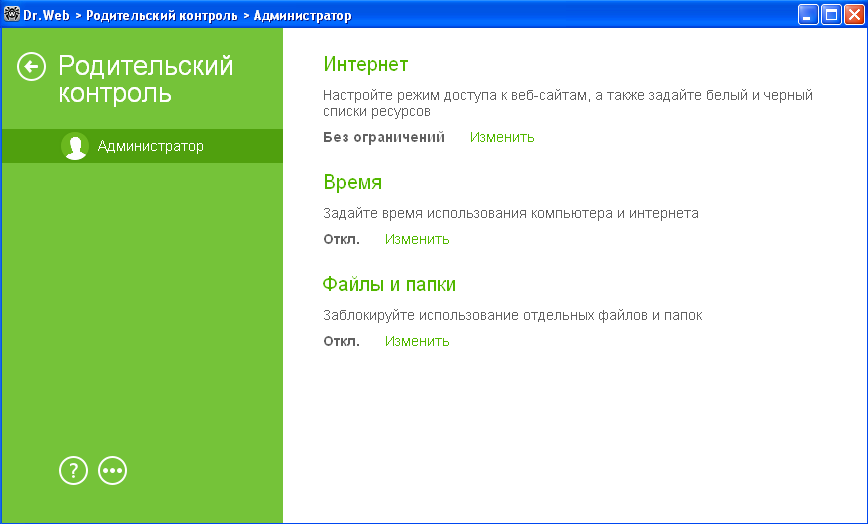 Dr.Web > Родительский контроль > Администратор
Родительский
контроль
Администратор
Интернет
Настройте режим доступа к веб-сайтам, а также задайте белый и черный
списки ресурсов
Без ограничений Изменить
Время
Задайте время использования компьютера и интернета
Откл. Изменить
Файлы и папки
Заблокируйте использование отдельных файлов и папок
Откл. Изменить
?